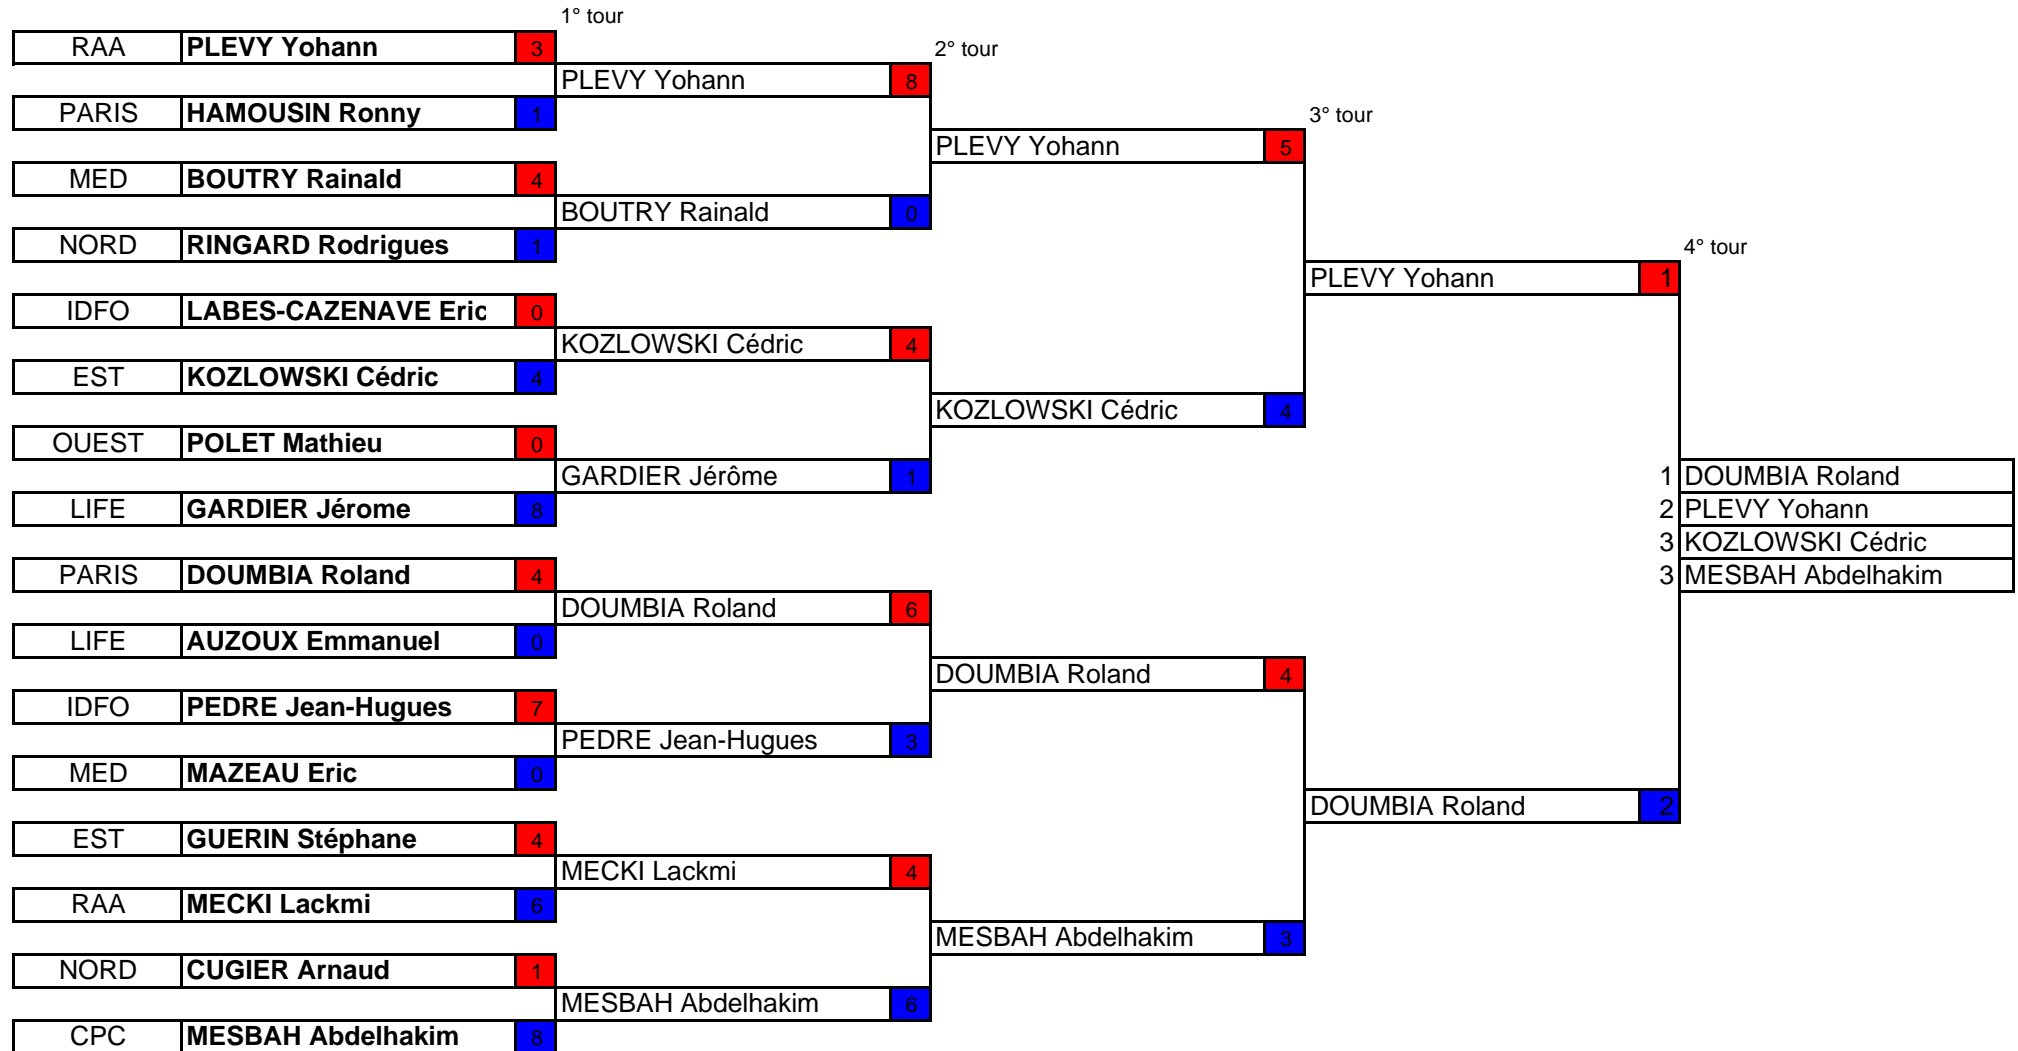 1° tour
RAA PLEVY Yohann 3
2° tour
PLEVY Yohann 8
PARIS HAMOUSIN Ronny 1
3° tour
PLEVY Yohann 5
MED BOUTRY Rainald 4
BOUTRY Rainald 0
NORD RINGARD Rodrigues 1
4° tour
PLEVY Yohann 1
IDFO LABES-CAZENAVE Eric 0
KOZLOWSKI Cédric 4
EST KOZLOWSKI Cédric 4
KOZLOWSKI Cédric 4
OUEST POLET Mathieu 0
GARDIER Jérôme 1
1 DOUMBIA Roland
LIFE GARDIER Jérome 8
2 PLEVY Yohann
3 KOZLOWSKI Cédric
PARIS DOUMBIA Roland 4
3 MESBAH Abdelhakim
DOUMBIA Roland 6
LIFE AUZOUX Emmanuel 0
DOUMBIA Roland 4
IDFO PEDRE Jean-Hugues 7
PEDRE Jean-Hugues 3
MED MAZEAU Eric 0
DOUMBIA Roland 2
EST GUERIN Stéphane 4
MECKI Lackmi 4
RAA MECKI Lackmi 6
MESBAH Abdelhakim 3
NORD CUGIER Arnaud 1
MESBAH Abdelhakim 6
CPC MESBAH Abdelhakim 8